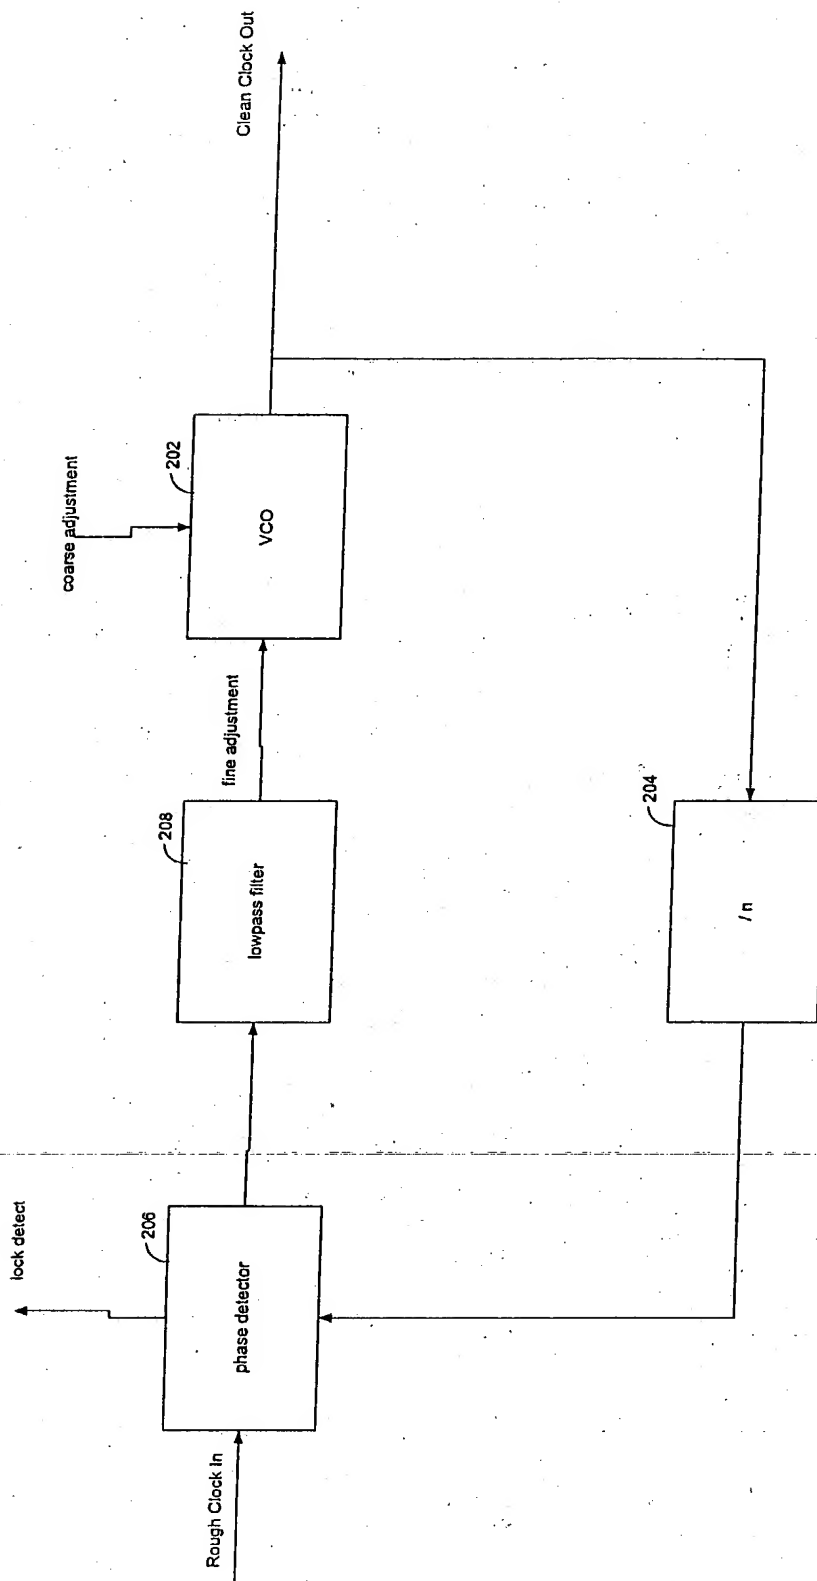 lock detect
coarse adjustment
Clean Clock Out
206
208
202
fine adjustment
Rough Clock In
phase detector
lowpass filter
VCO
204
/ n